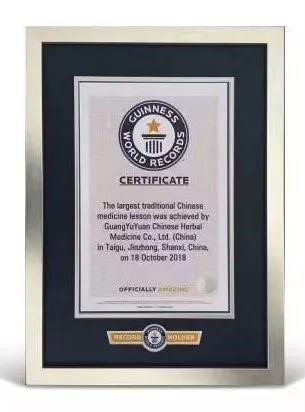 GUINNESS
WORLD RECORDS
CERTIFICATE
The largest traditional Chinese
medicine lesson was achieved by
GuangYuYuan Chinese Herbal
Medicine Co., Ltd. (China)
in Taigu, Jinzhong, Shanxi, China,
on 18 October 2018
OFFICIALLY AMAZING
RECORD HOLDER